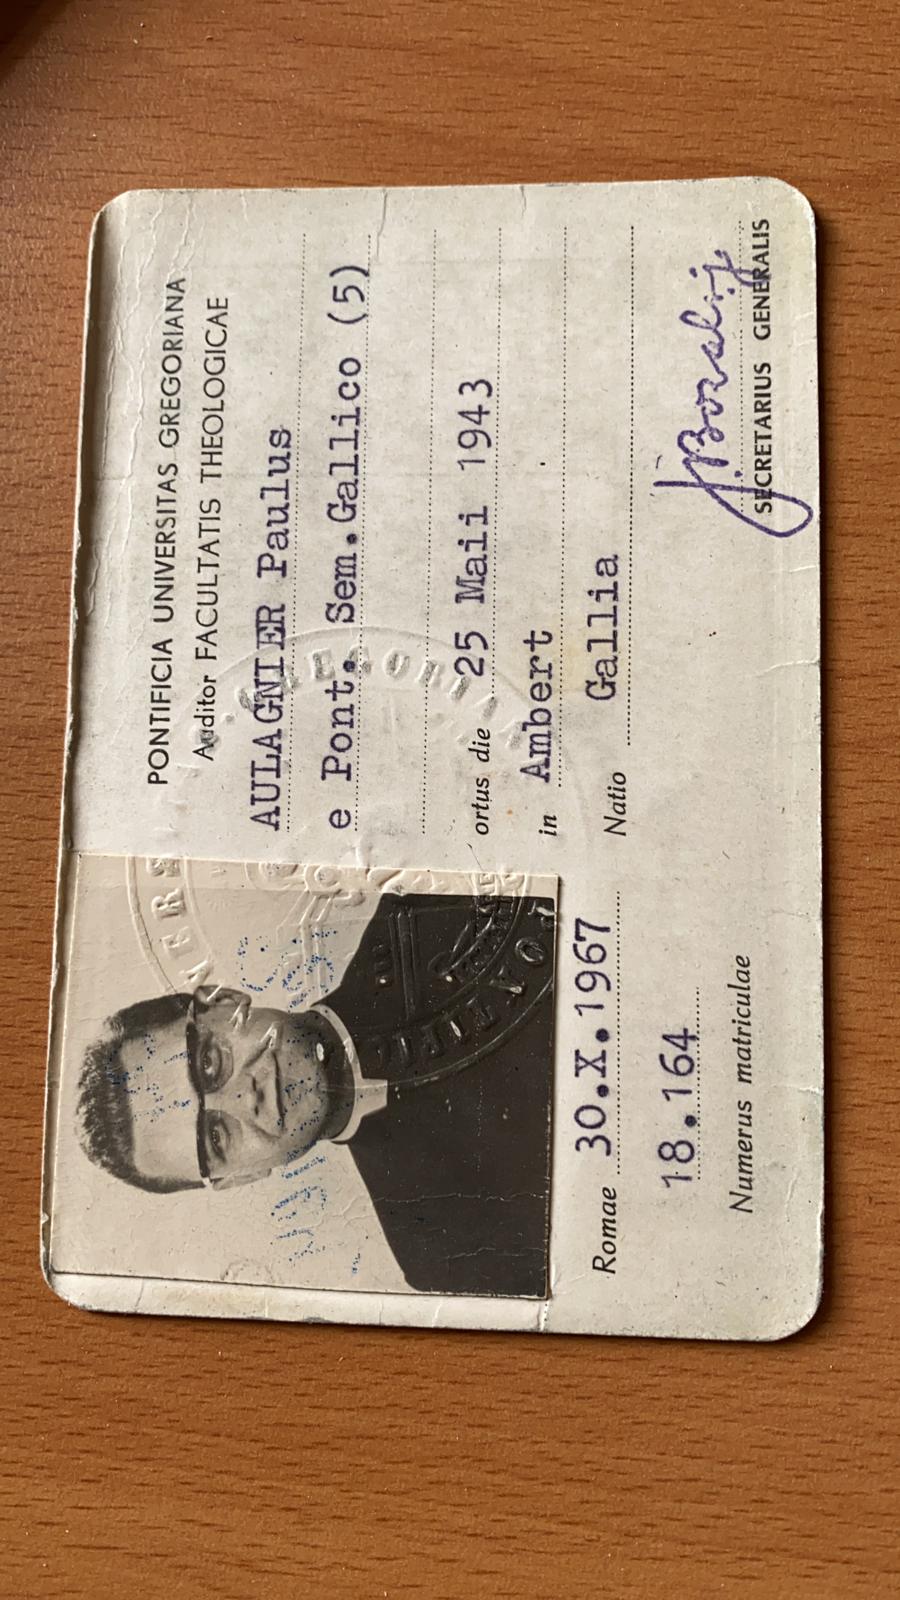 PONTIFICIA UNIVERSITAS GREGORIANA
Auditor FACULTATIS THEOLOGICAE
AULAGNIER Paulus
e Pont. Sem. Gallico (5)
ortus die 25 Maii 1943
in Ambert
Natio Gallia
SECRETARIUS GENERALIS
Romae 30.X.1967
18.164
Numerus matriculae